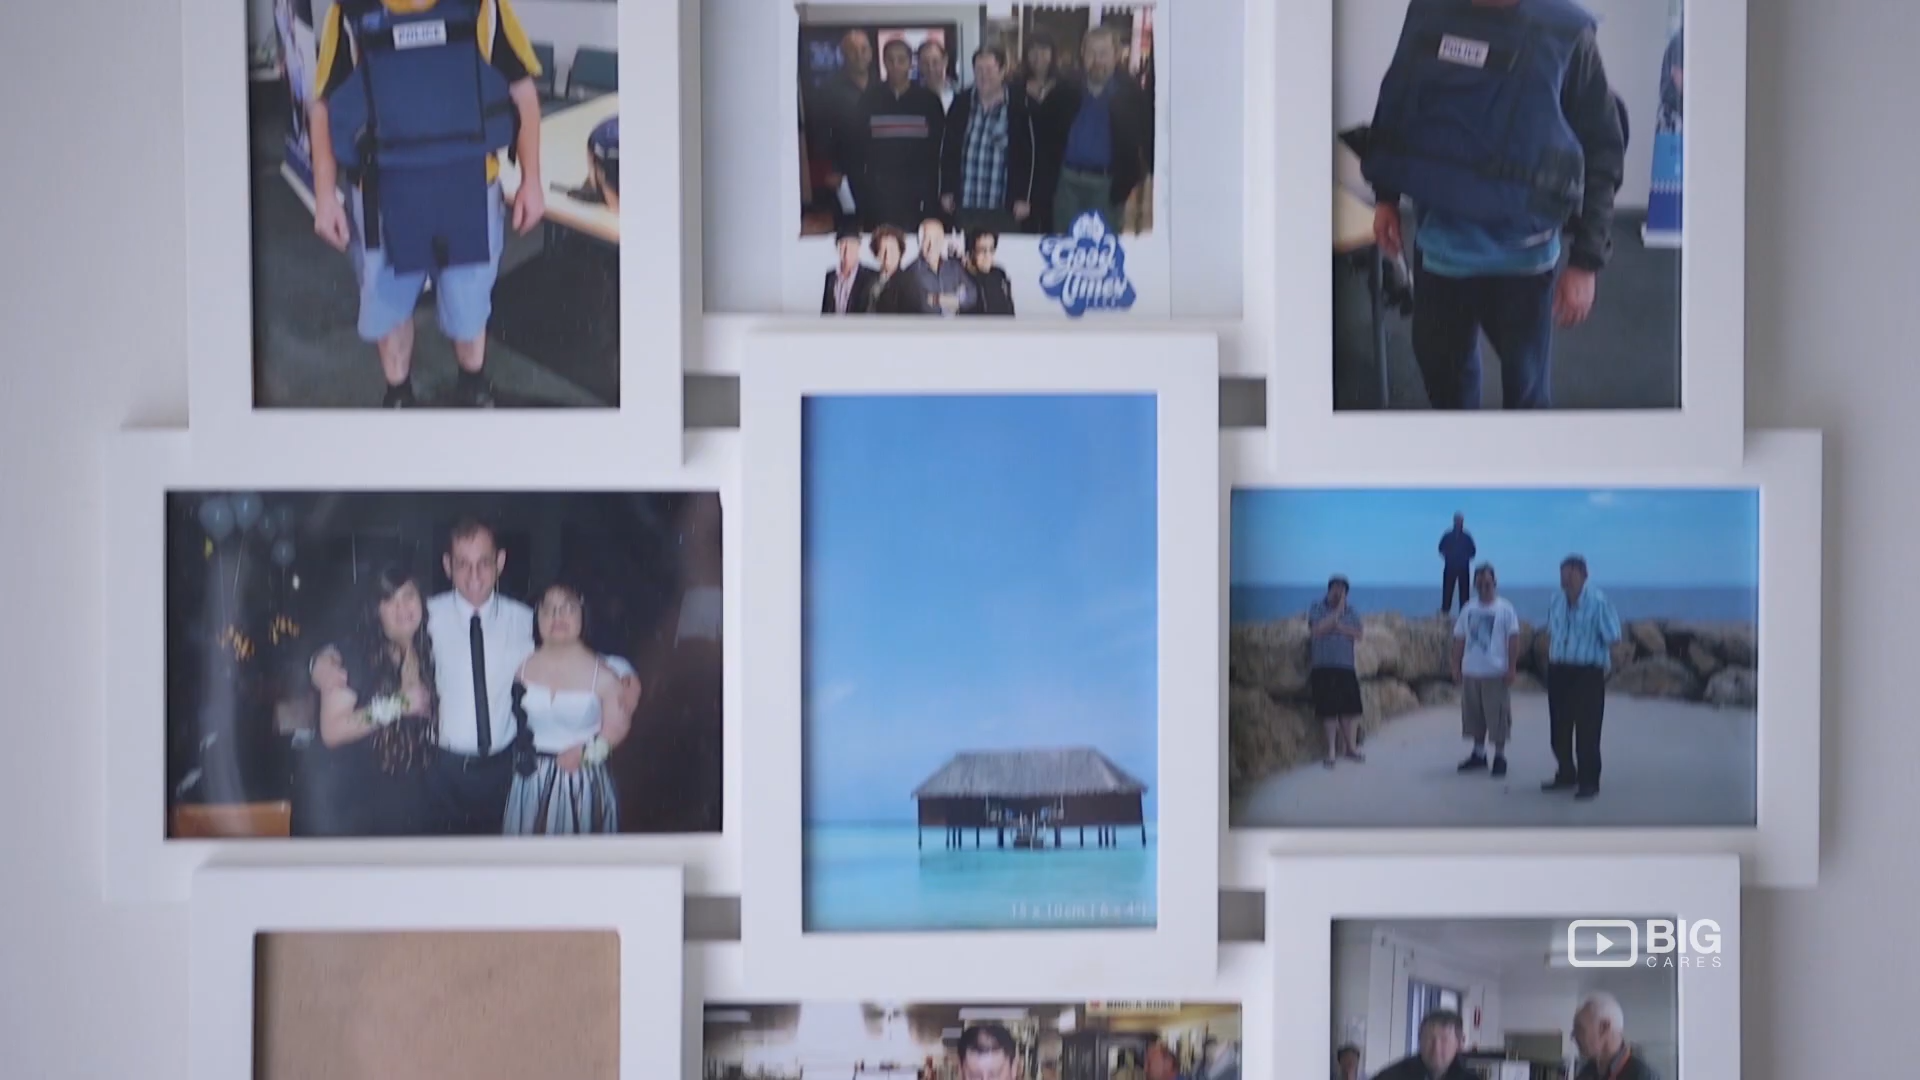 POLICE
POLICE
Good
Times
15 x 10cm | 6 x 4"
BIG
CARES